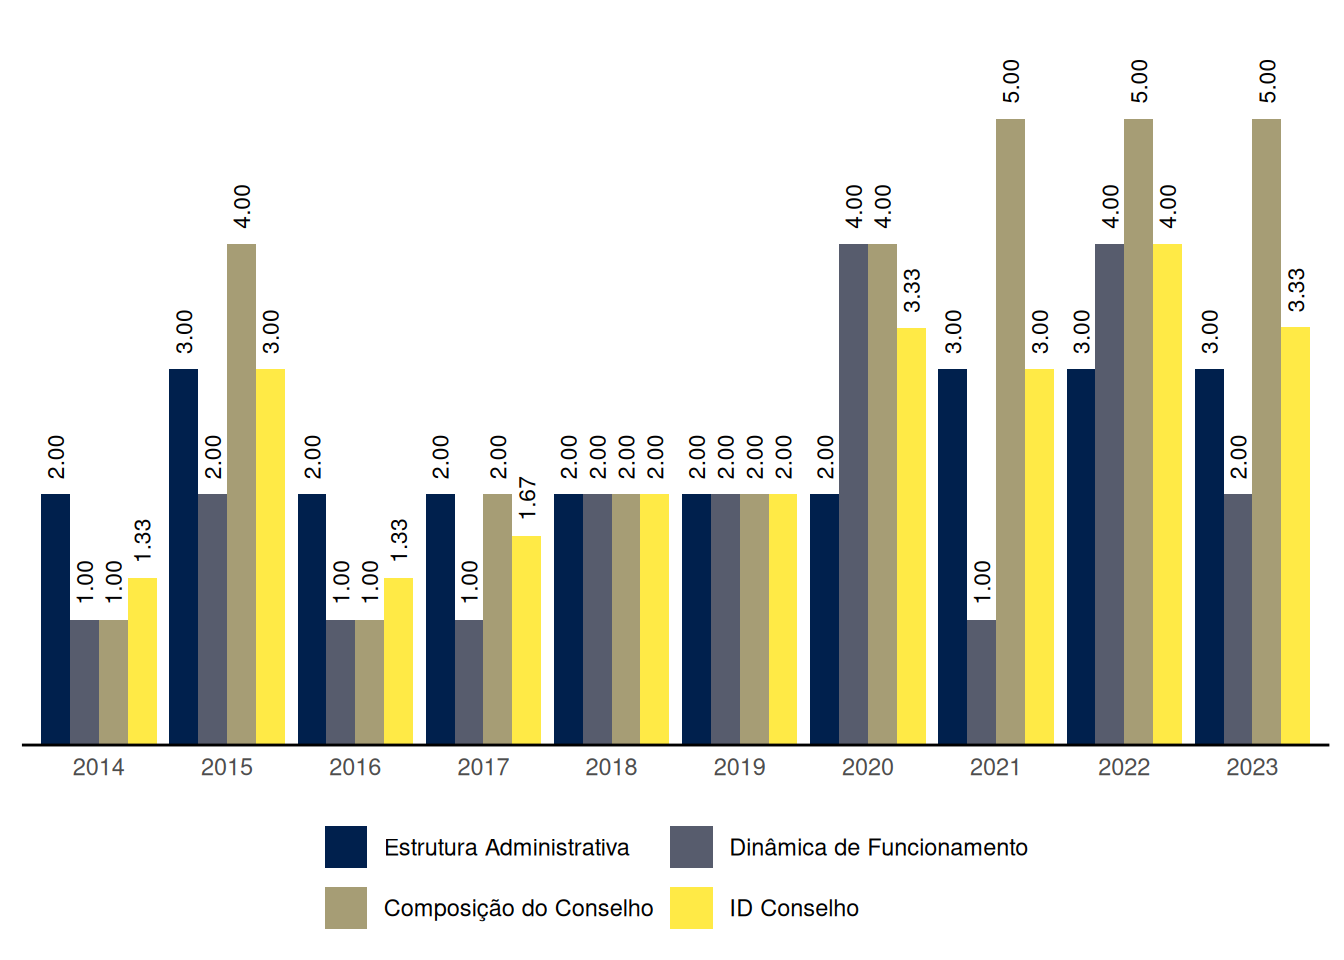 2.00 1.00 1.00 1.33 3.00 2.00 4.00 3.00 2.00 1.00 1.00 1.33 2.00 1.00 2.00 1.67 2.00 2.00 2.00 2.00 2.00 2.00 2.00 2.00 2.00 4.00 4.00 3.33 3.00 1.00 5.00 3.00 3.00 4.00 5.00 4.00 3.00 2.00 5.00 3.33
2014 2015 2016 2017 2018 2019 2020 2021 2022 2023
Estrutura Administrativa Dinâmica de Funcionamento
Composição do Conselho ID Conselho